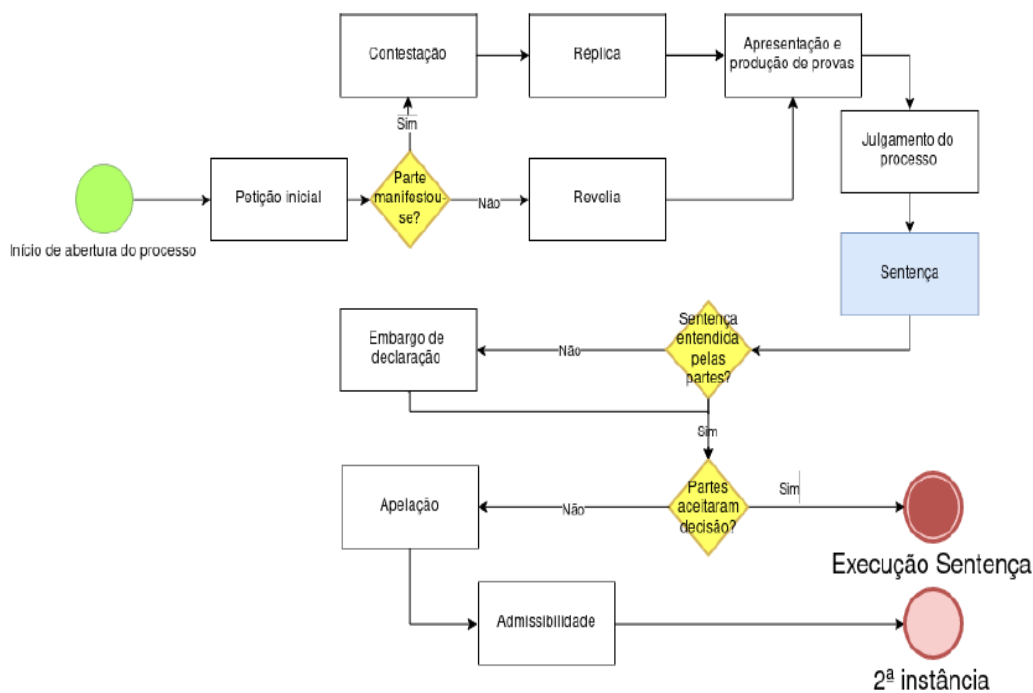 Contestação
Réplica
Apresentação e
produção de provas
Sim
Julgamento do
processo
Petição inicial
Parte
manifestou-
se?
Não
Revelia
Início de abertura do processo
Sentença
Embargo de
declaração
Não
Sentença
entendida
pelas
partes?
Sim
Apelação
Não
Partes
aceitaram
decisão?
Sim
Execução Sentença
Admissibilidade
2ª instância